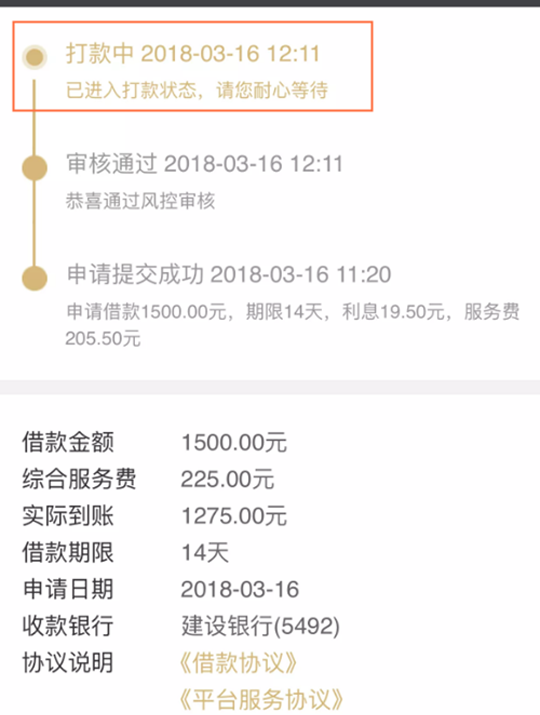 打款中 2018-03-16 12:11
已进入打款状态，请您耐心等待
审核通过 2018-03-16 12:11
恭喜通过风控审核
申请提交成功 2018-03-16 11:20
申请借款1500.00元，期限14天，利息19.50元，服务费
205.50元
借款金额 1500.00元
综合服务费 225.00元
实际到账 1275.00元
借款期限 14天
申请日期 2018-03-16
收款银行 建设银行(5492)
协议说明 《借款协议》
《平台服务协议》